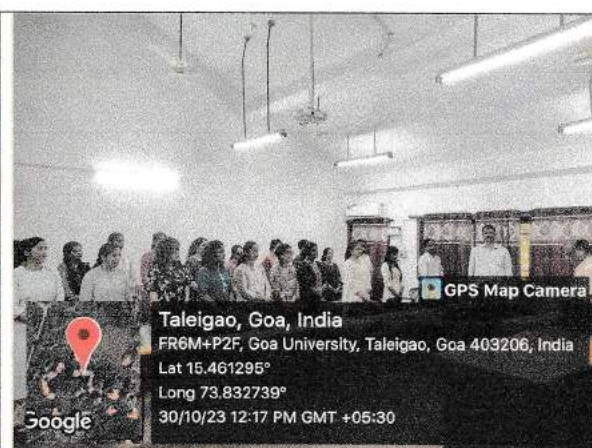 GPS Map Camera
Taleigao, Goa, India
FR6M+P2F, Goa University, Taleigao, Goa 403206, India
Lat 15.461295°
Long 73.832739°
30/10/23 12:17 PM GMT +05:30
Google